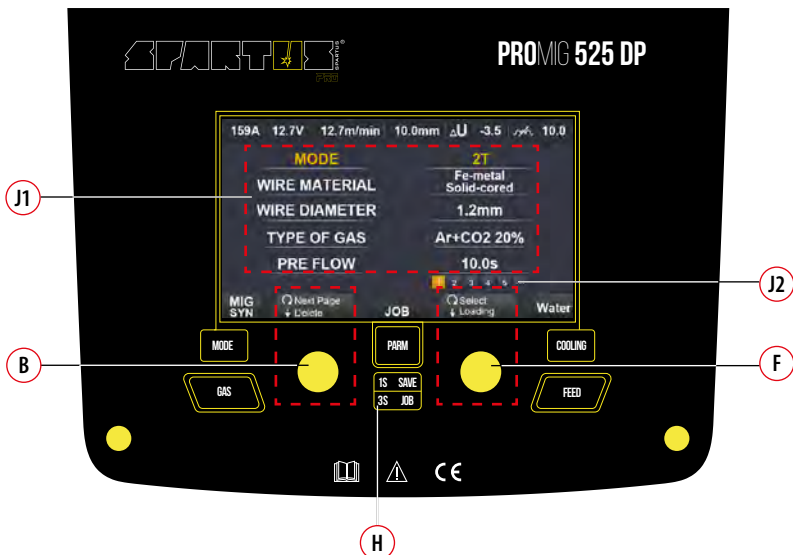 SPARTUS® SPARTUS
PRO
PROMIG 525 DP
159A 12.7V 12.7m/min 10.0mm ΔU -3.5 10.0
MODE 2T
WIRE MATERIAL Fe-metal
Solid-cored
WIRE DIAMETER 1.2mm
TYPE OF GAS Ar+CO2 20%
PRE FLOW 10.0s
1 2 3 4 5
MIG
SYN
Next Page
↓ Delete
JOB
Select
↓ Loading
Water
MODE
PARM
COOLING
GAS
1S SAVE
3S JOB
FEED
CE
J1
J2
B
F
H